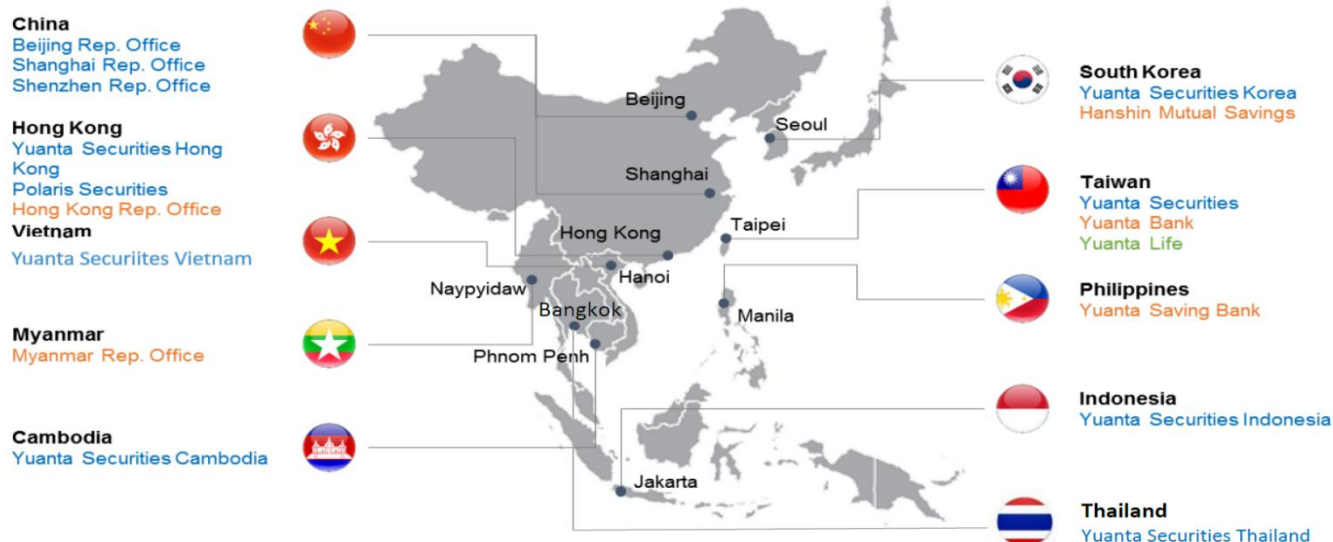 China
Beijing Rep. Office
Shanghai Rep. Office
Shenzhen Rep. Office
Hong Kong
Yuanta Securities Hong
Kong
Polaris Securities
Hong Kong Rep. Office
Vietnam
Yuanta Securiites Vietnam
Myanmar
Myanmar Rep. Office
Cambodia
Yuanta Securities Cambodia
Beijing
Seoul
Shanghai
Taipei
Hong Kong
Hanoi
Naypyidaw
Bangkok
Manila
Phnom Penh
Jakarta
South Korea
Yuanta Securities Korea
Hanshin Mutual Savings
Taiwan
Yuanta Securities
Yuanta Bank
Yuanta Life
Philippines
Yuanta Saving Bank
Indonesia
Yuanta Securities Indonesia
Thailand
Yuanta Securities Thailand